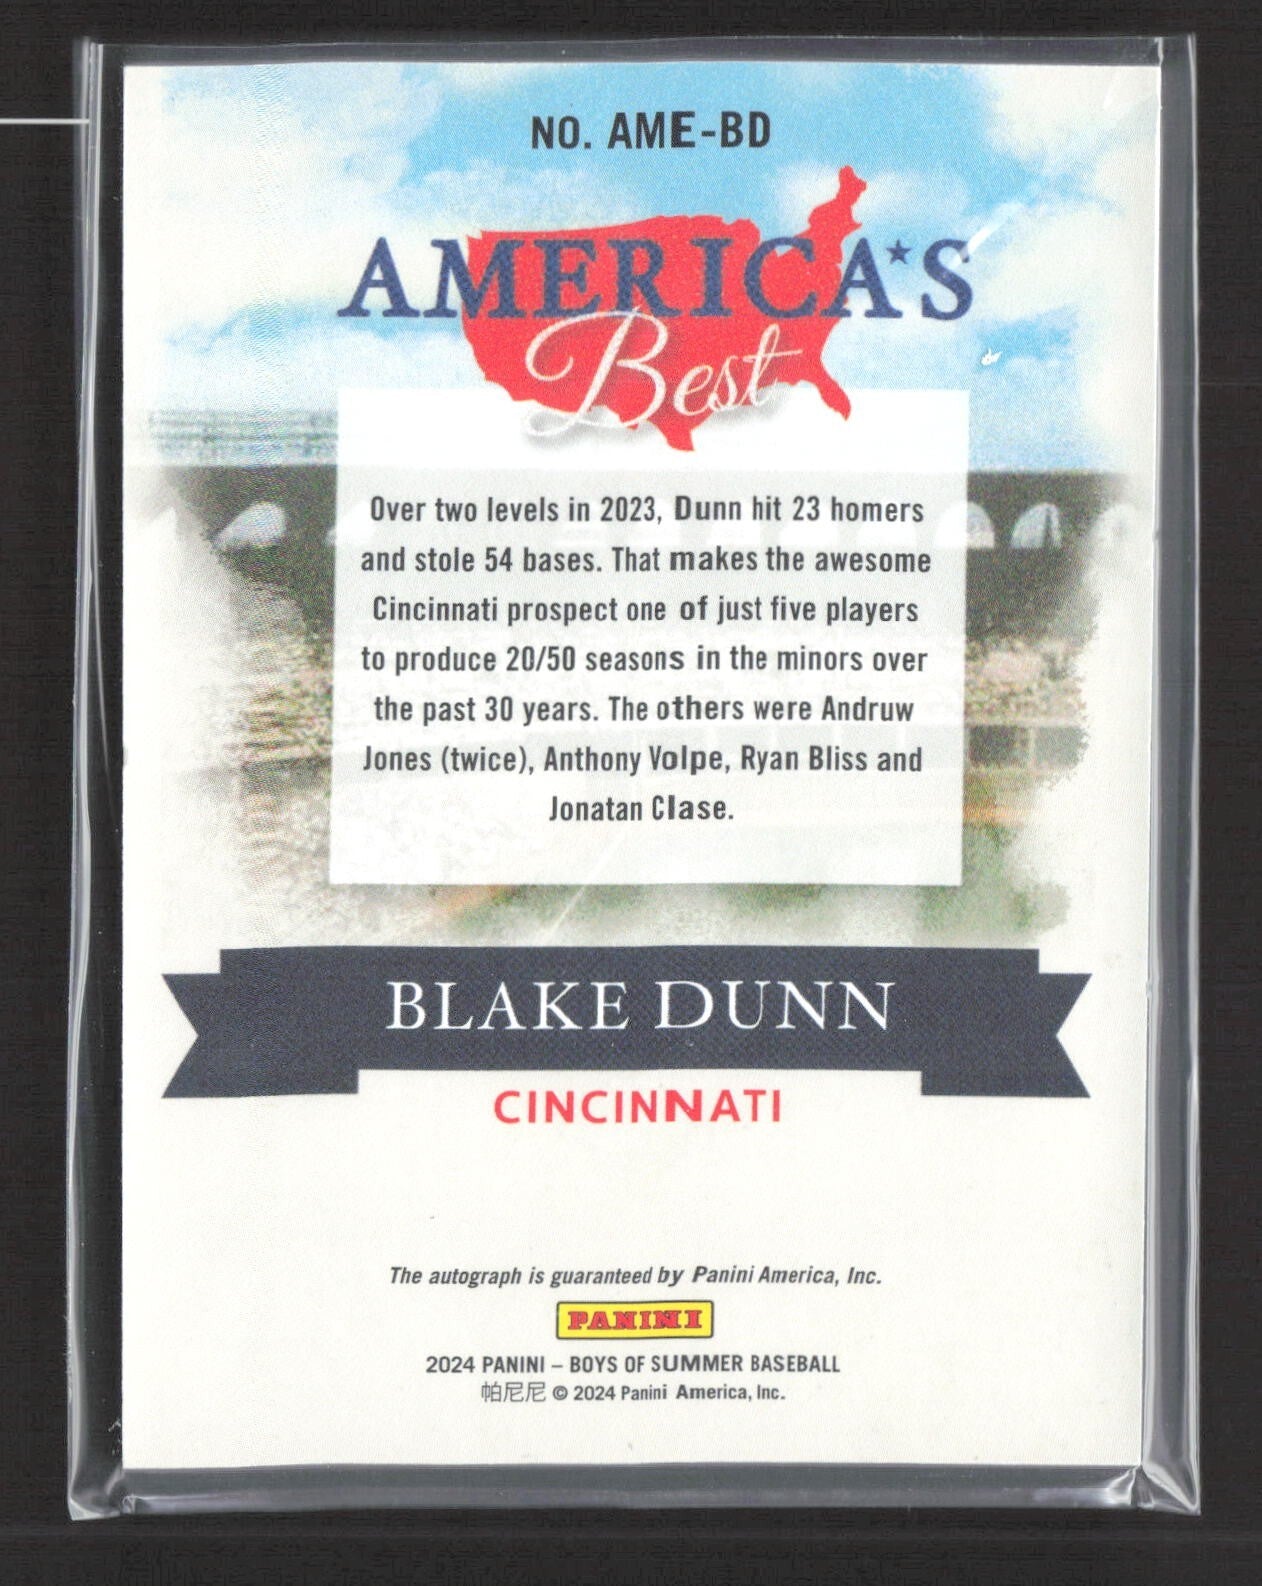 NO. AME-BD
AMERICA'S
Best
Over two levels in 2023, Dunn hit 23 homers
and stole 54 bases. That makes the awesome
Cincinnati prospect one of just five players
to produce 20/50 seasons in the minors over
the past 30 years. The others were Andruw
Jones (twice), Anthony Volpe, Ryan Bliss and
Jonatan Clase.
BLAKE DUNN
CINCINNATI
The autograph is guaranteed by Panini America, Inc.
PANINI
2024 PANINI – BOYS OF SUMMER BASEBALL
帕尼尼 © 2024 Panini America, Inc.